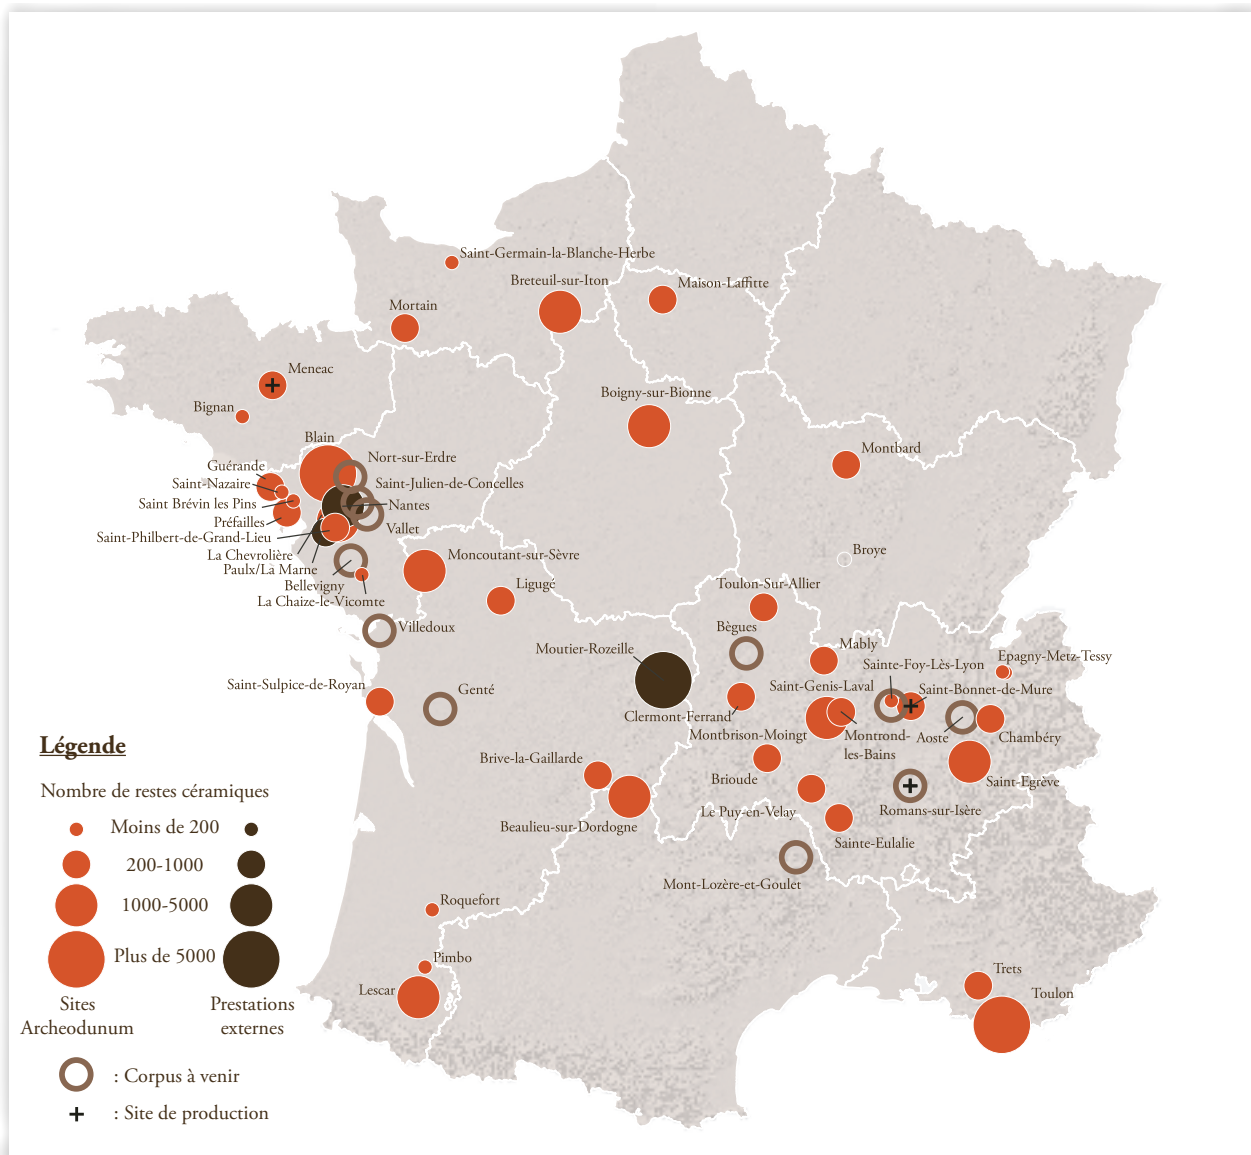 Saint-Germain-la-Blanche-Herbe
Breteuil-sur-Iton
Maison-Laffitte
Mortain
Meneac
Boigny-sur-Bionne
Bignan
Blain
Montbard
Nort-sur-Erdre
Guérande
Saint-Nazaire
Saint-Julien-de-Concelles
Saint Brévin les Pins
Nantes
Préfailles
Vallet
Saint-Philbert-de-Grand-Lieu
La Chevrolière
Moncoutant-sur-Sèvre
Broye
Paulx/La Marne
Bellevigny
Ligugé
Toulon-Sur-Allier
La Chaize-le-Vicomte
Villedoux
Bègues
Moutier-Rozeille
Mably
Epagny-Metz-Tessy
Sainte-Foy-Lès-Lyon
Saint-Sulpice-de-Royan
Genté
Saint-Genis-Laval
Saint-Bonnet-de-Mure
Clermont-Ferrand
Montbrison-Moingt
Montrond-
les-Bains
Aoste
Chambéry
Légende
Brive-la-Gaillarde
Brioude
Saint-Egrève
Nombre de restes céramiques
Le Puy-en-Velay
Romans-sur-Isère
Beaulieu-sur-Dordogne
Moins de 200
Sainte-Eulalie
200-1000
Mont-Lozère-et-Goulet
1000-5000
Roquefort
Plus de 5000
Pimbo
Trets
Lescar
Toulon
Sites
Archeodunum
Prestations
externes
: Corpus à venir
: Site de production